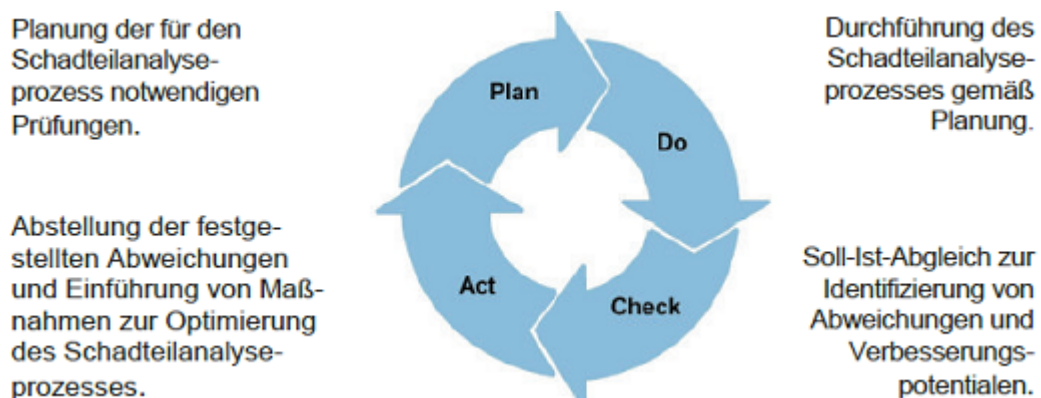 Planung der für den
Schadteilanalyse-
prozess notwendigen
Prüfungen.
Plan
Do
Durchführung des
Schadteilanalyse-
prozesses gemäß
Planung.
Abstellung der festge-
stellten Abweichungen
und Einführung von Maß-
nahmen zur Optimierung
des Schadteilanalyse-
prozesses.
Act
Check
Soll-Ist-Abgleich zur
Identifizierung von
Abweichungen und
Verbesserungs-
potentialen.